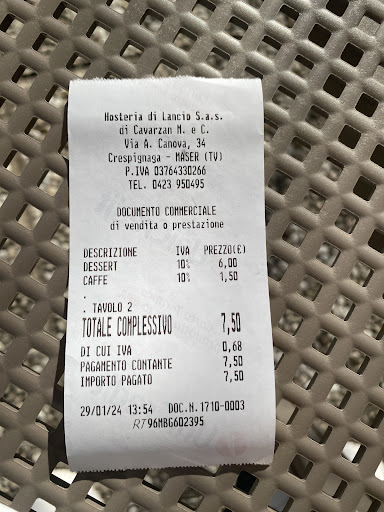 Hosteria di Lancio S.a.s.
di Cavarzan M. e C.
Via A. Canova, 34
Crespignaga - MASER (TV)
P.IVA 03764330266
TEL. 0423 950495
DOCUMENTO COMMERCIALE
di vendita o prestazione
DESCRIZIONE IVA PREZZO(€)
DESSERT 10% 6,00
CAFFE 10% 1,50
.
. TAVOLO 2
TOTALE COMPLESSIVO 7,50
DI CUI IVA 0,68
PAGAMENTO CONTANTE 7,50
IMPORTO PAGATO 7,50
29/01/24 13:54 DOC.N.1710-0003
RT 96MBG602395